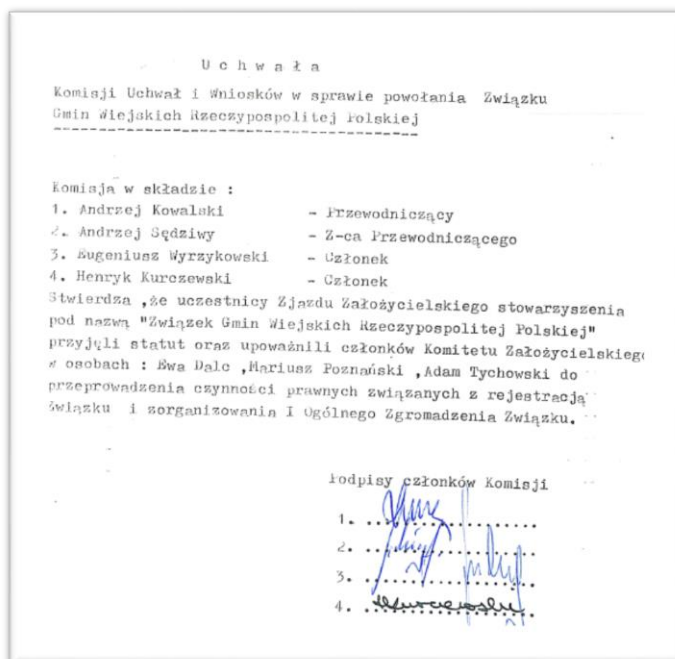 U c h w a ł a
Komisji Uchwał i Wniosków w sprawie powołania Związku
Gmin Wiejskich Rzeczypospolitej Polskiej
Komisja w składzie :
1. Andrzej Kowalski - Przewodniczący
2. Andrzej Sędziwy - Z-ca Przewodniczącego
3. Eugeniusz Wyrzykowski - Członek
4. Henryk Kurczewski - Członek
Stwierdza ,że uczestnicy Zjazdu Założycielskiego stowarzyszenia
pod nazwą "Związek Gmin Wiejskich Rzeczypospolitej Polskiej"
przyjęli statut oraz upoważnili członków Komitetu Założycielskiego
w osobach : Ewa Dalc ,Mariusz Poznański ,Adam Tychowski do
przeprowadzenia czynności prawnych związanych z rejestracją
Związku i zorganizowania I Ogólnego Zgromadzenia Związku.
Podpisy członków Komisji
1. ....................
2. ....................
3. ....................
4. ....................